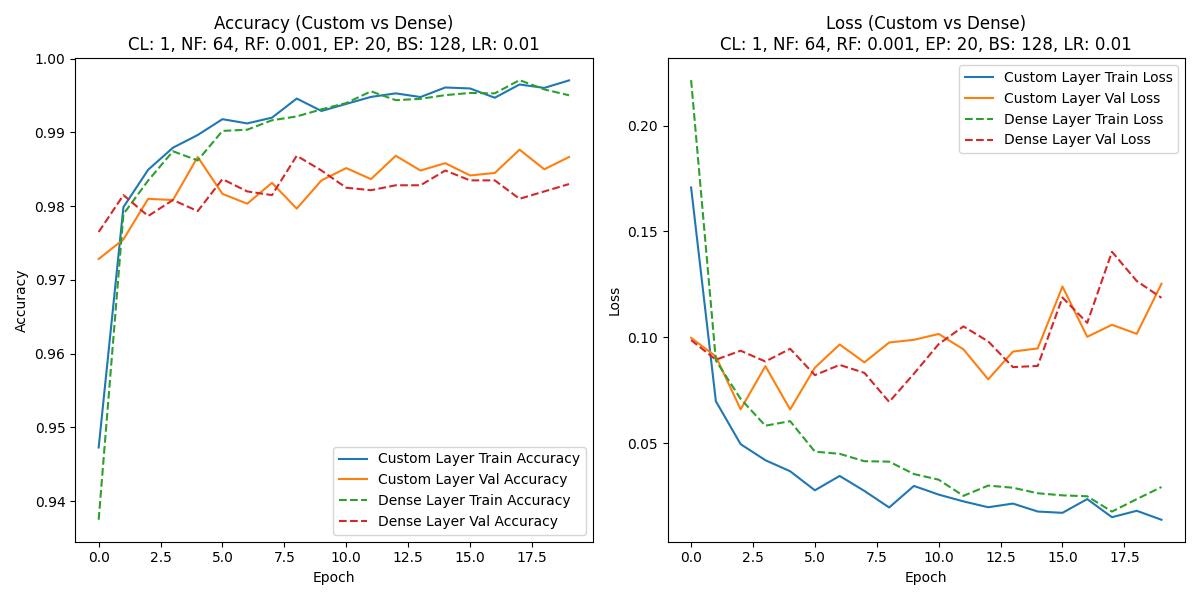 Accuracy (Custom vs Dense)
CL: 1, NF: 64, RF: 0.001, EP: 20, BS: 128, LR: 0.01
1.00
0.99
0.98
0.97
0.96
0.95
0.94
Accuracy
Custom Layer Train Accuracy
Custom Layer Val Accuracy
Dense Layer Train Accuracy
Dense Layer Val Accuracy
0.0 2.5 5.0 7.5 10.0 12.5 15.0 17.5
Epoch
Loss (Custom vs Dense)
CL: 1, NF: 64, RF: 0.001, EP: 20, BS: 128, LR: 0.01
Custom Layer Train Loss
Custom Layer Val Loss
Dense Layer Train Loss
Dense Layer Val Loss
0.20
0.15
0.10
0.05
Loss
0.0 2.5 5.0 7.5 10.0 12.5 15.0 17.5
Epoch